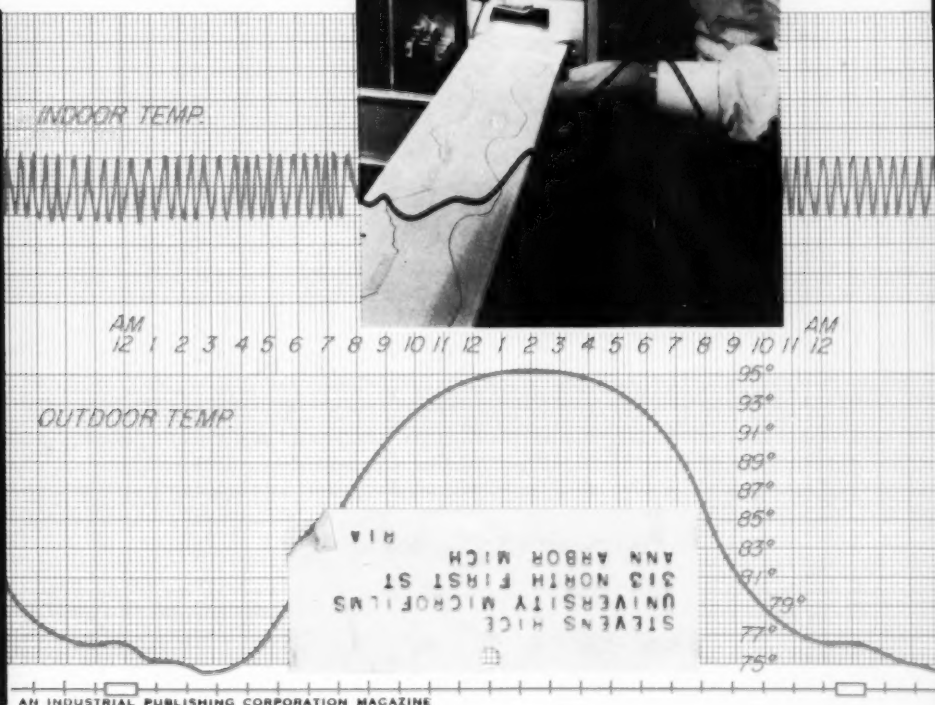 INDOOR TEMP.
AM AM
12 1 2 3 4 5 6 7 8 9 10 11 12 1 2 3 4 5 6 7 8 9 10 11 12
95°
93°
OUTDOOR TEMP.
91°
89°
87°
85°
83°
81°
79°
77°
75°
STEVENS RICE
UNIVERSITY MICROFILMS
313 NORTH FIRST ST
ANN ARBOR MICH
RIA
AN INDUSTRIAL PUBLISHING CORPORATION MAGAZINE